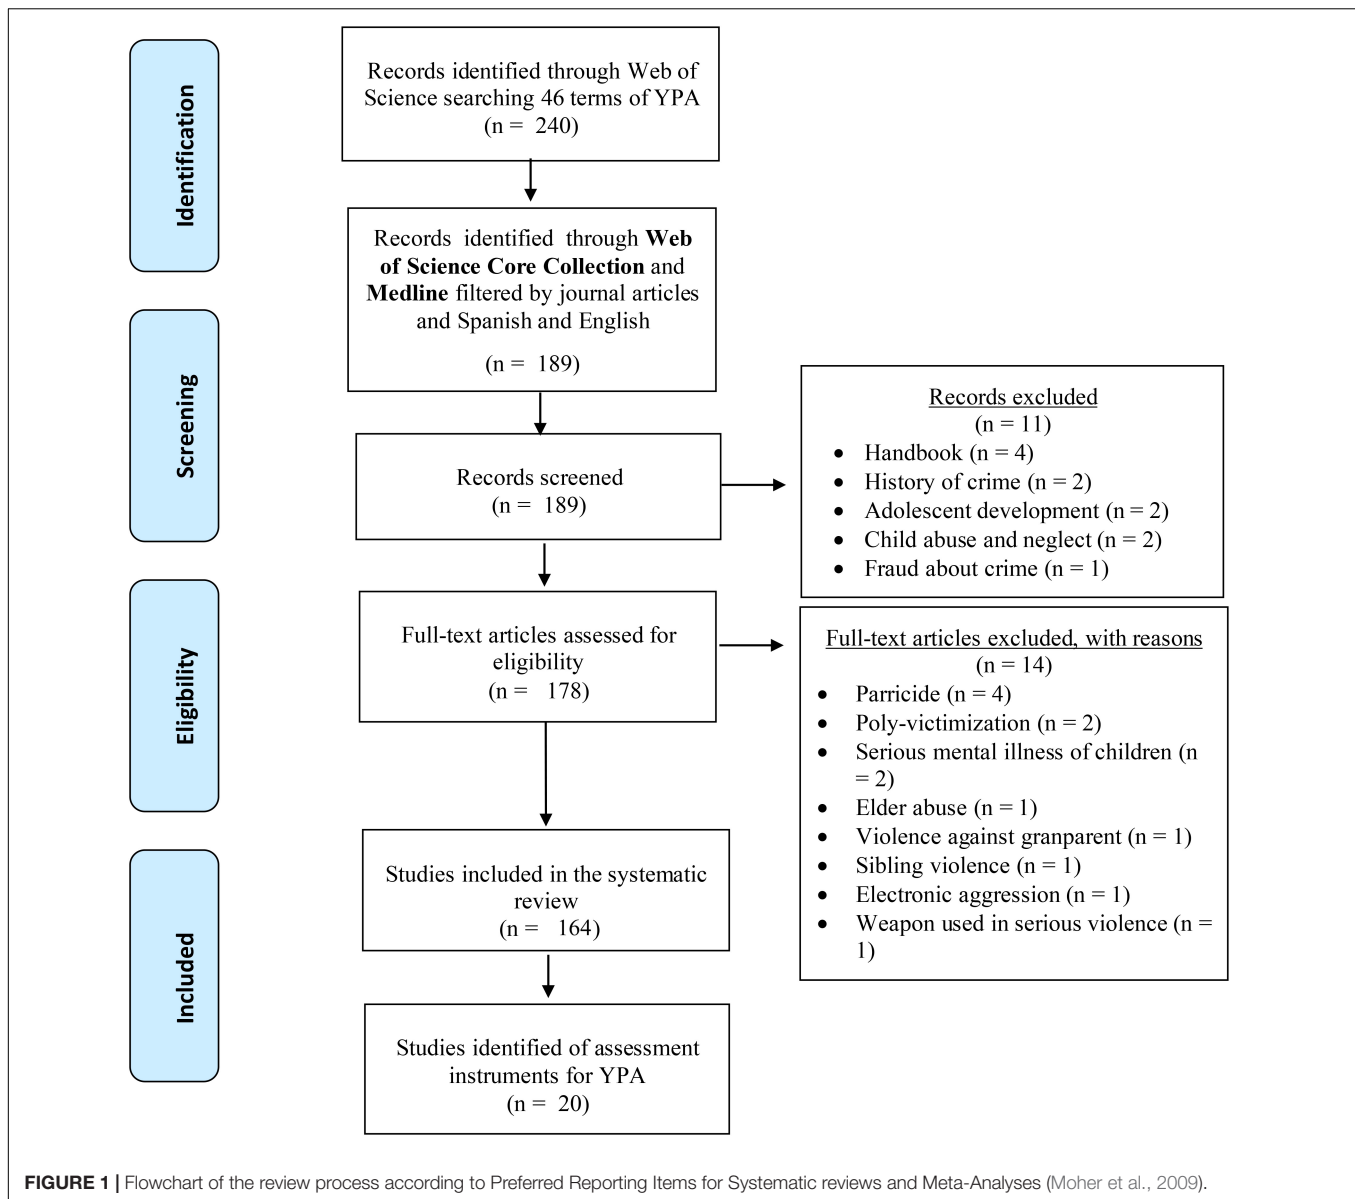 Identification
Records identified through Web of
Science searching 46 terms of YPA
(n = 240)
Records identified through Web
of Science Core Collection and
Medline filtered by journal articles
and Spanish and English
(n = 189)
Screening
Records screened
(n = 189)
Records excluded
(n = 11)
• Handbook (n = 4)
• History of crime (n = 2)
• Adolescent development (n = 2)
• Child abuse and neglect (n = 2)
• Fraud about crime (n = 1)
Eligibility
Full-text articles assessed for
eligibility
(n = 178)
Full-text articles excluded, with reasons
(n = 14)
• Parricide (n = 4)
• Poly-victimization (n = 2)
• Serious mental illness of children (n
= 2)
• Elder abuse (n = 1)
• Violence against granparent (n = 1)
• Sibling violence (n = 1)
• Electronic aggression (n = 1)
• Weapon used in serious violence (n =
1)
Included
Studies included in the systematic
review
(n = 164)
Studies identified of assessment
instruments for YPA
(n = 20)
FIGURE 1 | Flowchart of the review process according to Preferred Reporting Items for Systematic reviews and Meta-Analyses (Moher et al., 2009).